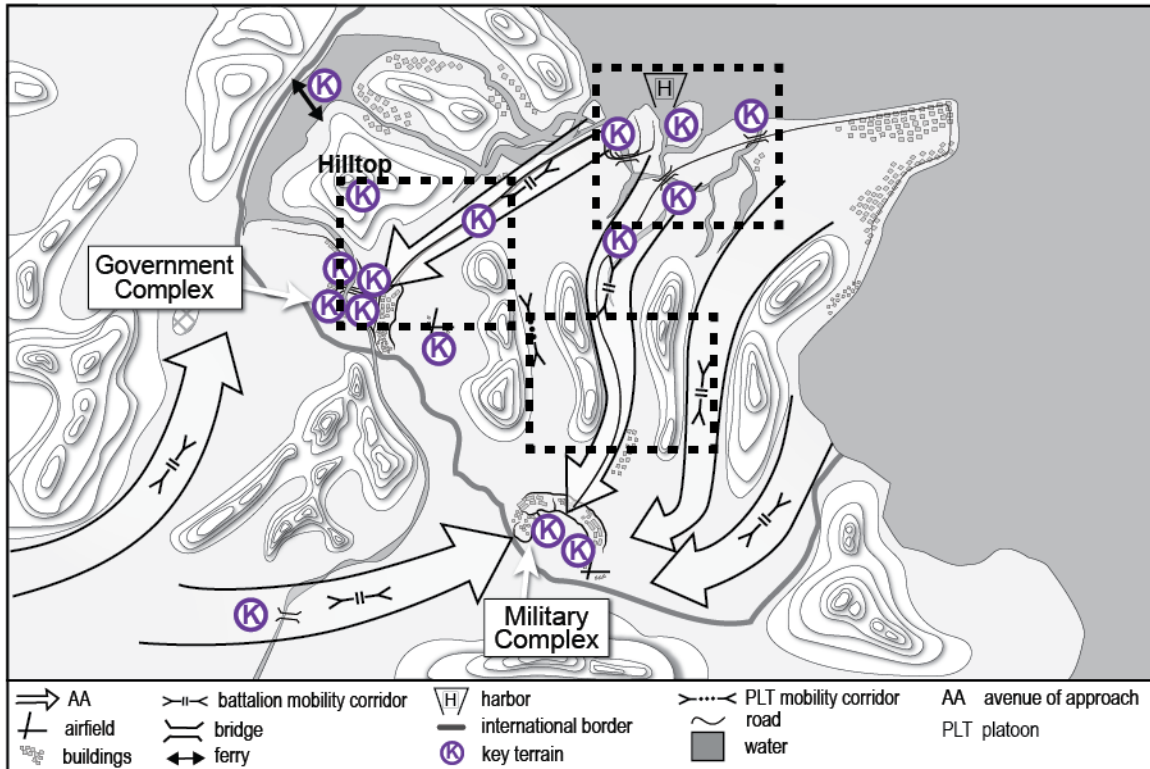 H
K
K
K
K
Hilltop
K
K
K
K
Government
Complex
K
K
K
K
K
K
K
K
Military
Complex
AA
battalion mobility corridor
H
harbor
PLT mobility corridor
AA avenue of approach
airfield
bridge
international border
road
PLT platoon
buildings
ferry
K
key terrain
water